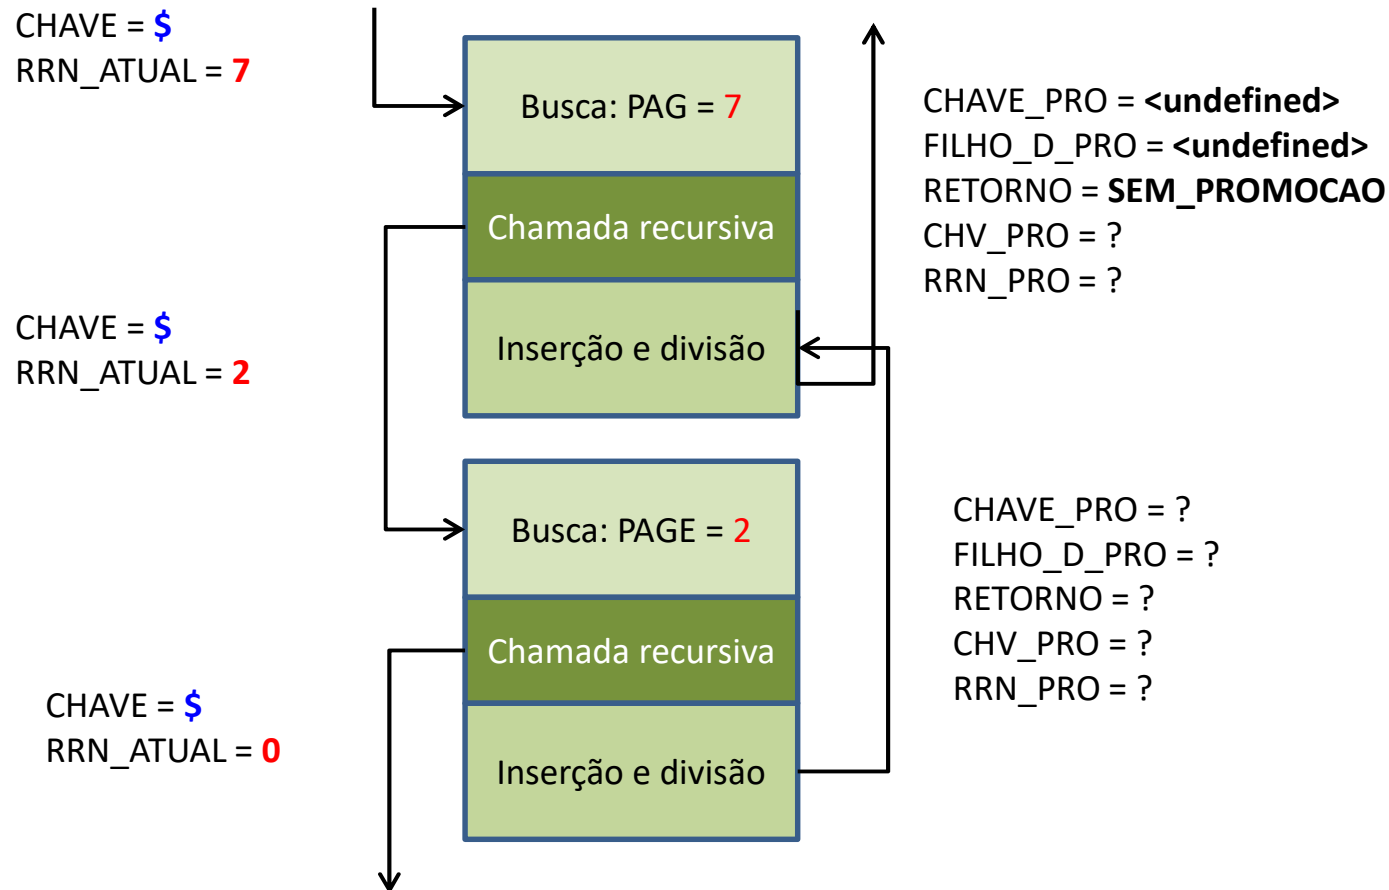 CHAVE = $
RRN_ATUAL = 7
Busca: PAG = 7
CHAVE_PRO = <undefined>
FILHO_D_PRO = <undefined>
RETORNO = SEM_PROMOCAO
CHV_PRO = ?
RRN_PRO = ?
Chamada recursiva
CHAVE = $
RRN_ATUAL = 2
Inserção e divisão
Busca: PAGE = 2
CHAVE_PRO = ?
FILHO_D_PRO = ?
RETORNO = ?
CHV_PRO = ?
RRN_PRO = ?
Chamada recursiva
CHAVE = $
RRN_ATUAL = 0
Inserção e divisão